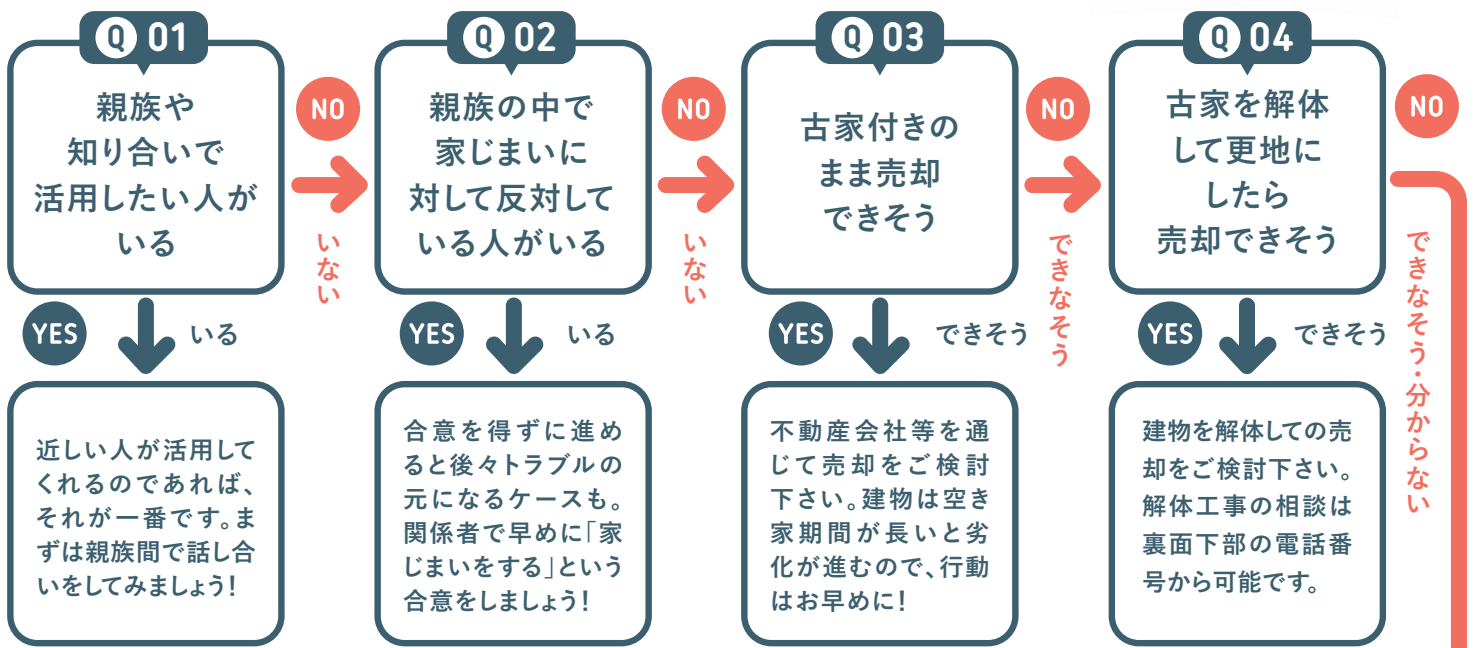 Q 01
親族や
知り合いで
活用したい人が
いる
NO
いない
YES
いる
近しい人が活用して
くれるのであれば、
それが一番です。ま
ずは親族間で話し合
いをしてみましょう!
Q 02
親族の中で
家じまいに
対して反対して
いる人がいる
NO
いない
YES
いる
合意を得ずに進め
ると後々トラブルの
元になるケースも。
関係者で早めに「家
じまいをする」という
合意をしましょう!
Q 03
古家付きの
まま売却
できそう
NO
できなそう
YES
できそう
不動産会社等を通
じて売却をご検討
下さい。建物は空き
家期間が長いと劣
化が進むので、行動
はお早めに!
Q 04
古家を解体
して更地に
したら
売却できそう
NO
できなそう・分からない
YES
できそう
建物を解体しての売
却をご検討下さい。
解体工事の相談は
裏面下部の電話番
号から可能です。